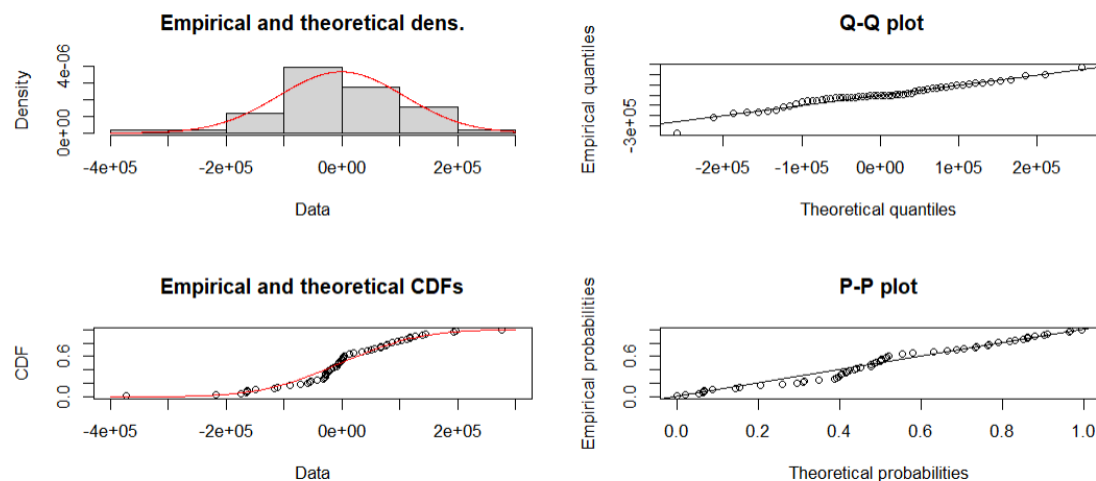 Empirical and theoretical dens.
Density
0e+00 4e-06
-4e+05 -2e+05 0e+00 2e+05
Data
Q-Q plot
Empirical quantiles
-3e+05
-2e+05 -1e+05 0e+00 1e+05 2e+05
Theoretical quantiles
Empirical and theoretical CDFs
CDF
0.0 0.6
-4e+05 -2e+05 0e+00 2e+05
Data
P-P plot
Empirical probabilities
0.0 0.6
0.0 0.2 0.4 0.6 0.8 1.0
Theoretical probabilities